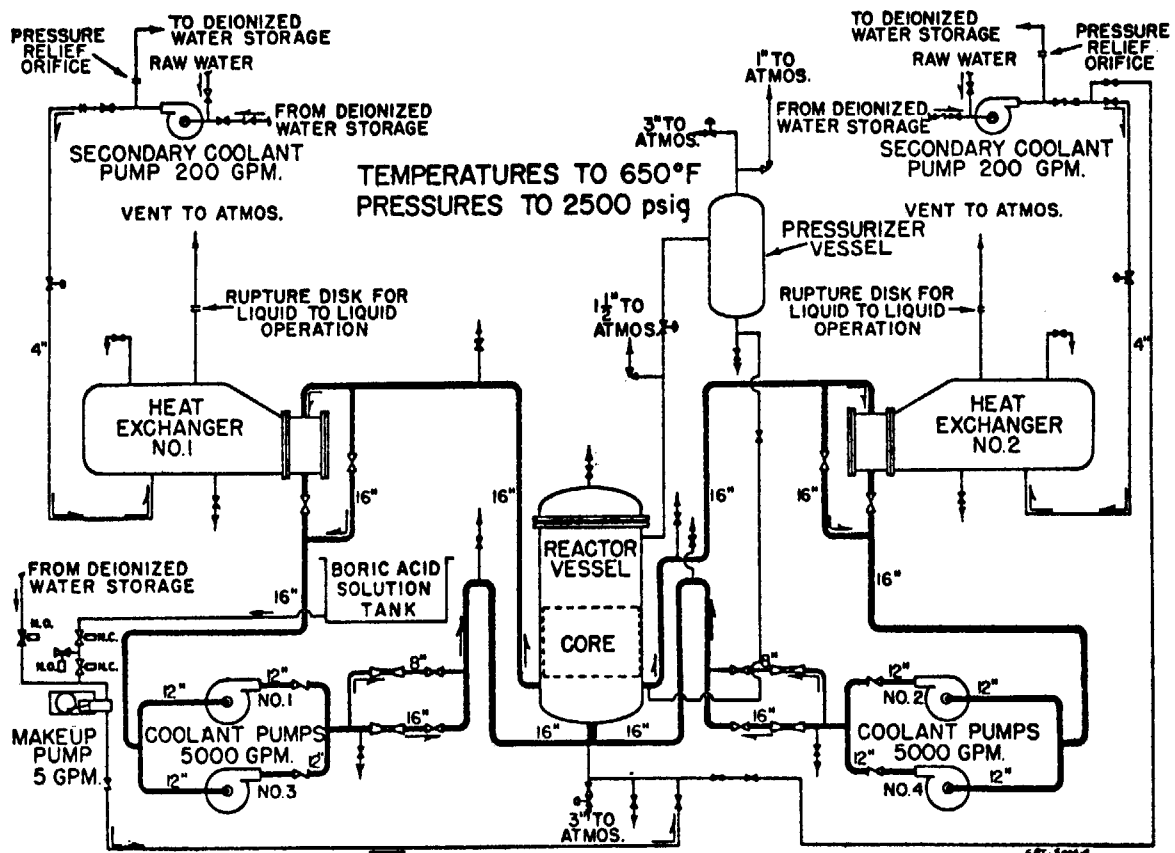 TO DEIONIZED
WATER STORAGE
PRESSURE
RELIEF
ORIFICE
RAW WATER
FROM DEIONIZED
WATER STORAGE
SECONDARY COOLANT
PUMP 200 GPM.
TO DEIONIZED
WATER STORAGE
PRESSURE
RELIEF
ORIFICE
RAW WATER
FROM DEIONIZED
WATER STORAGE
SECONDARY COOLANT
PUMP 200 GPM.
1" TO
ATMOS.
3" TO
ATMOS.
TEMPERATURES TO 650°F
PRESSURES TO 2500 psig
PRESSURIZER
VESSEL
1 1/2" TO
ATMOS.
VENT TO ATMOS.
RUPTURE DISK FOR
LIQUID TO LIQUID
OPERATION
4"
HEAT
EXCHANGER
NO.1
16"
16"
VENT TO ATMOS.
RUPTURE DISK FOR
LIQUID TO LIQUID
OPERATION
4"
HEAT
EXCHANGER
NO.2
16"
16"
16"
REACTOR
VESSEL
CORE
FROM DEIONIZED
WATER STORAGE
16"
BORIC ACID
SOLUTION
TANK
N.O.
N.C.
N.O.
N.C.
12"
NO.1
12"
8"
16"
COOLANT PUMPS
5000 GPM.
12"
NO.3
12"
MAKEUP
PUMP
5 GPM.
16"
16"
3" TO
ATMOS.
8"
16"
12"
NO.2
12"
COOLANT PUMPS
5000 GPM.
12"
NO.4
12"